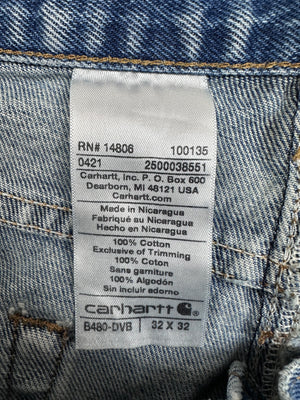 RN# 14806 100135
0421 2500038551
Carhartt, Inc. P.O. Box 600
Dearborn, MI 48121 USA
Carhartt.com
Made in Nicaragua
Fabriqué au Nicaragua
Hecho en Nicaragua
100% Cotton
Exclusive of Trimming
100% Coton
Sans garniture
100% Algodón
Sin incluir adorno
carhartt
B480-DVB 32 X 32